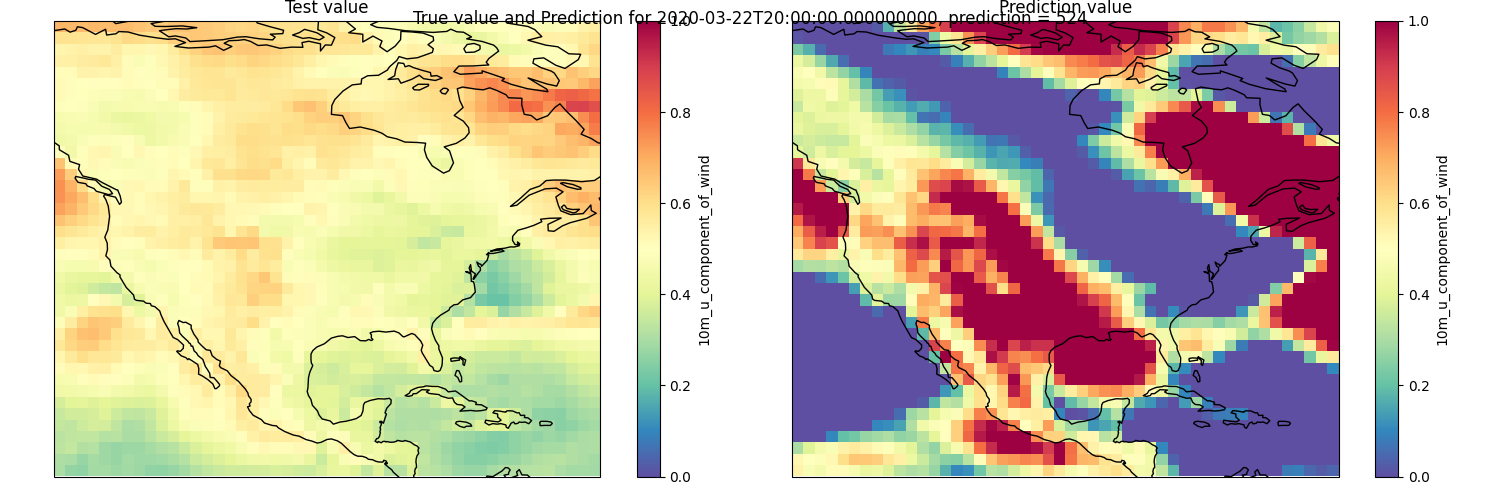 Test value
True value and Prediction for 2020-03-22T20:00:00.000000000, prediction = 524
Prediction value
1.0
0.8
0.6
0.4
0.2
0.0
10m_u_component_of_wind
1.0
0.8
0.6
0.4
0.2
0.0
10m_u_component_of_wind